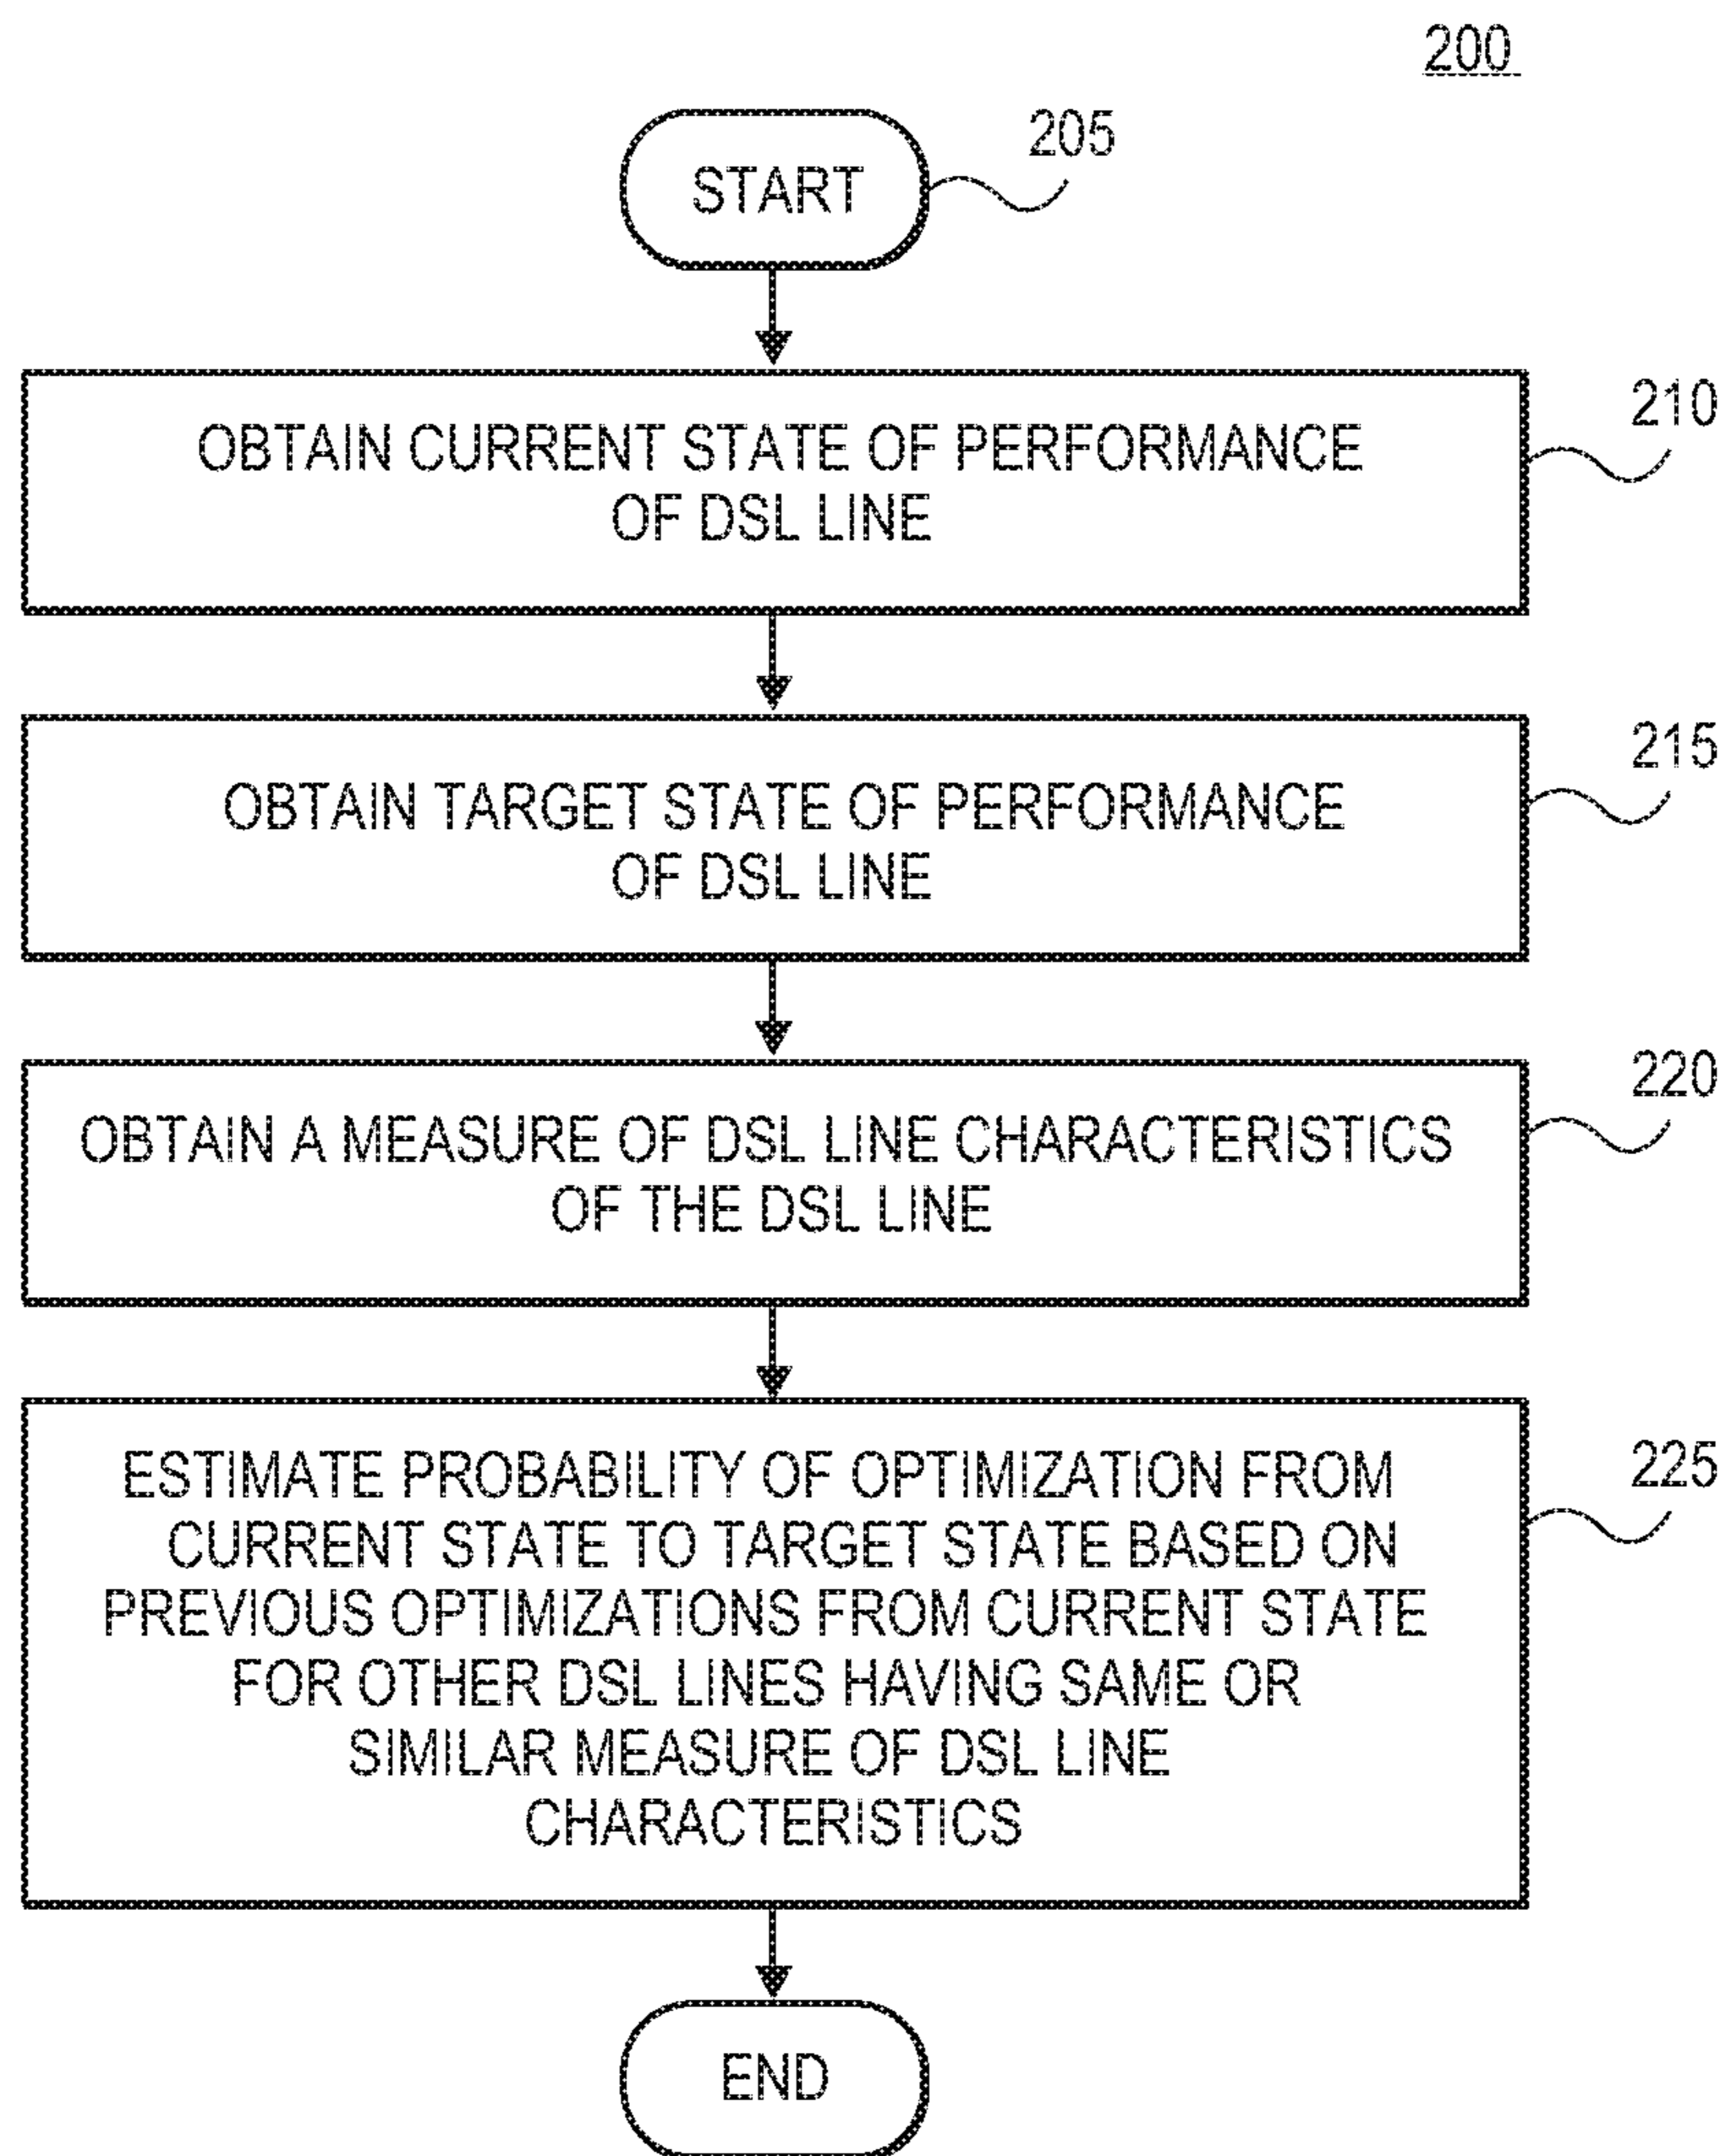 200
START
205
OBTAIN CURRENT STATE OF PERFORMANCE
OF DSL LINE
210
OBTAIN TARGET STATE OF PERFORMANCE
OF DSL LINE
215
OBTAIN A MEASURE OF DSL LINE CHARACTERISTICS
OF THE DSL LINE
220
ESTIMATE PROBABILITY OF OPTIMIZATION FROM
CURRENT STATE TO TARGET STATE BASED ON
PREVIOUS OPTIMIZATIONS FROM CURRENT STATE
FOR OTHER DSL LINES HAVING SAME OR
SIMILAR MEASURE OF DSL LINE
CHARACTERISTICS
225
END